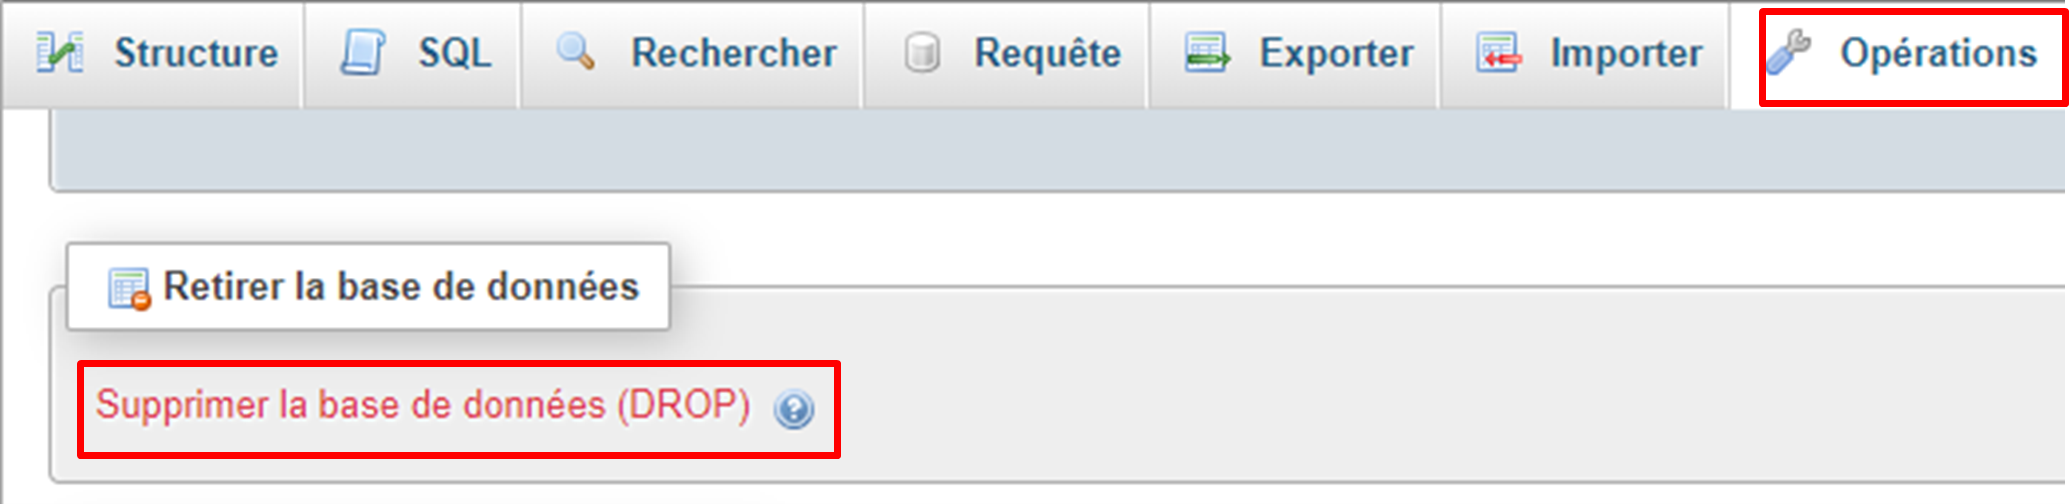 Structure SQL Rechercher Requête Exporter Importer Opérations
Retirer la base de données
Supprimer la base de données (DROP)